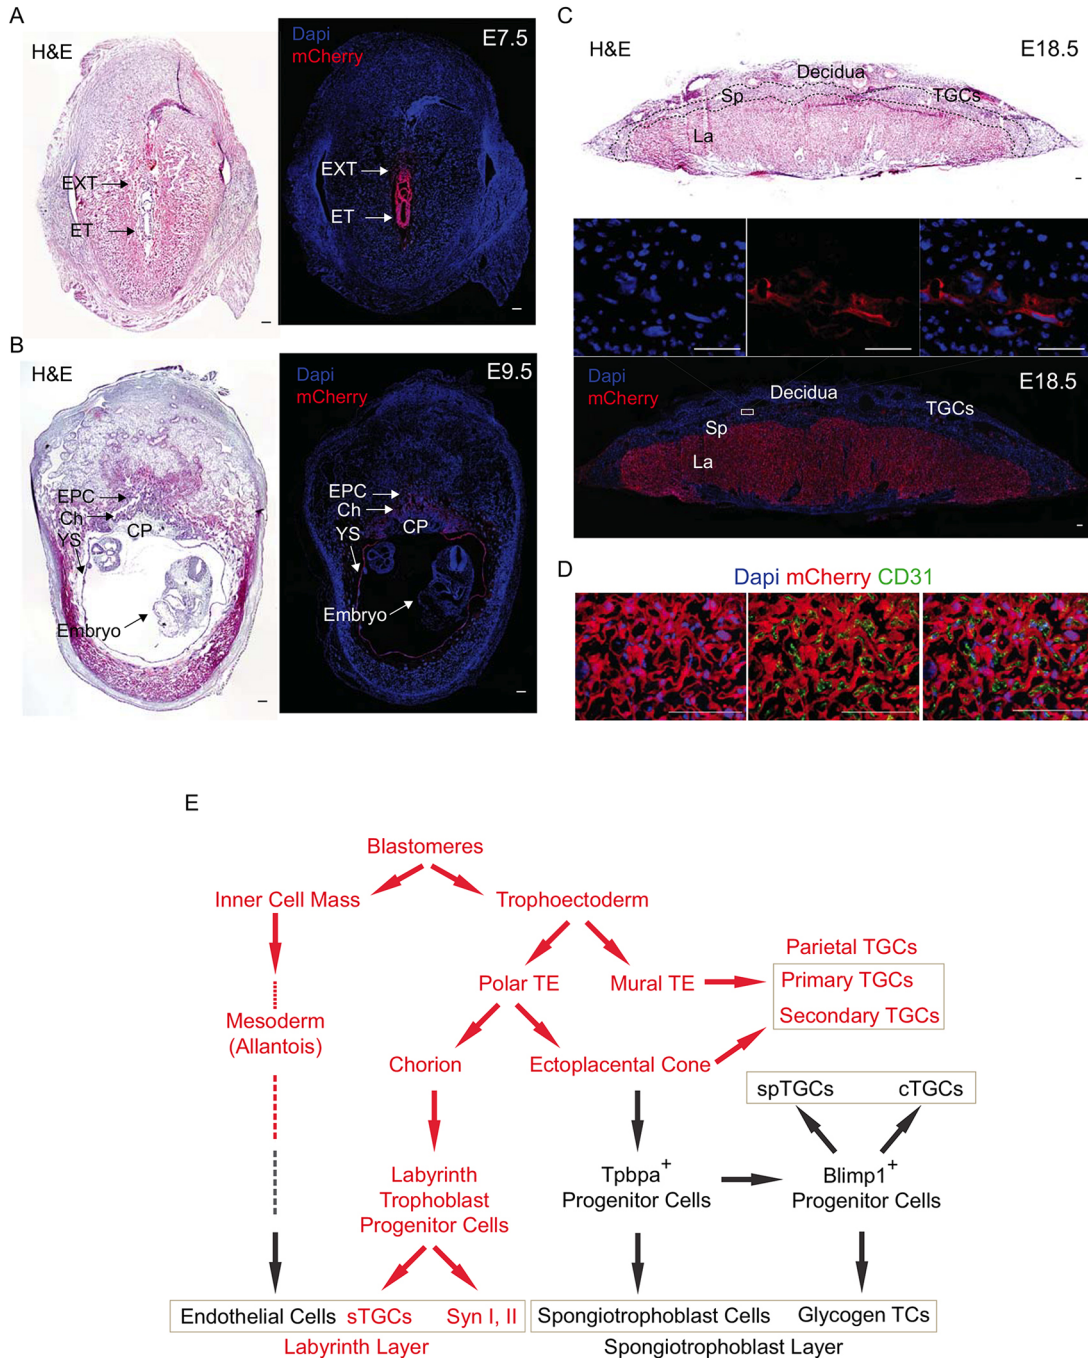 A
H&E
Dapi
mCherry
E7.5
EXT
ET
EXT
ET
B
H&E
Dapi
mCherry
E9.5
EPC
Ch
CP
YS
Embryo
EPC
Ch
CP
YS
Embryo
C
H&E
E18.5
Decidua
Sp
TGCs
La
Dapi
mCherry
E18.5
Decidua
TGCs
Sp
La
D
Dapi mCherry CD31
E
Blastomeres
Inner Cell Mass
Trophoectoderm
Parietal TGCs
Polar TE
Mural TE
Primary TGCs
Secondary TGCs
Mesoderm
(Allantois)
Chorion
Ectoplacental Cone
spTGCs
cTGCs
Labyrinth
Trophoblast
Progenitor Cells
Tpbpa+
Progenitor Cells
Blimp1+
Progenitor Cells
Endothelial Cells sTGCs Syn I, II
Spongiotrophoblast Cells Glycogen TCs
Labyrinth Layer
Spongiotrophoblast Layer